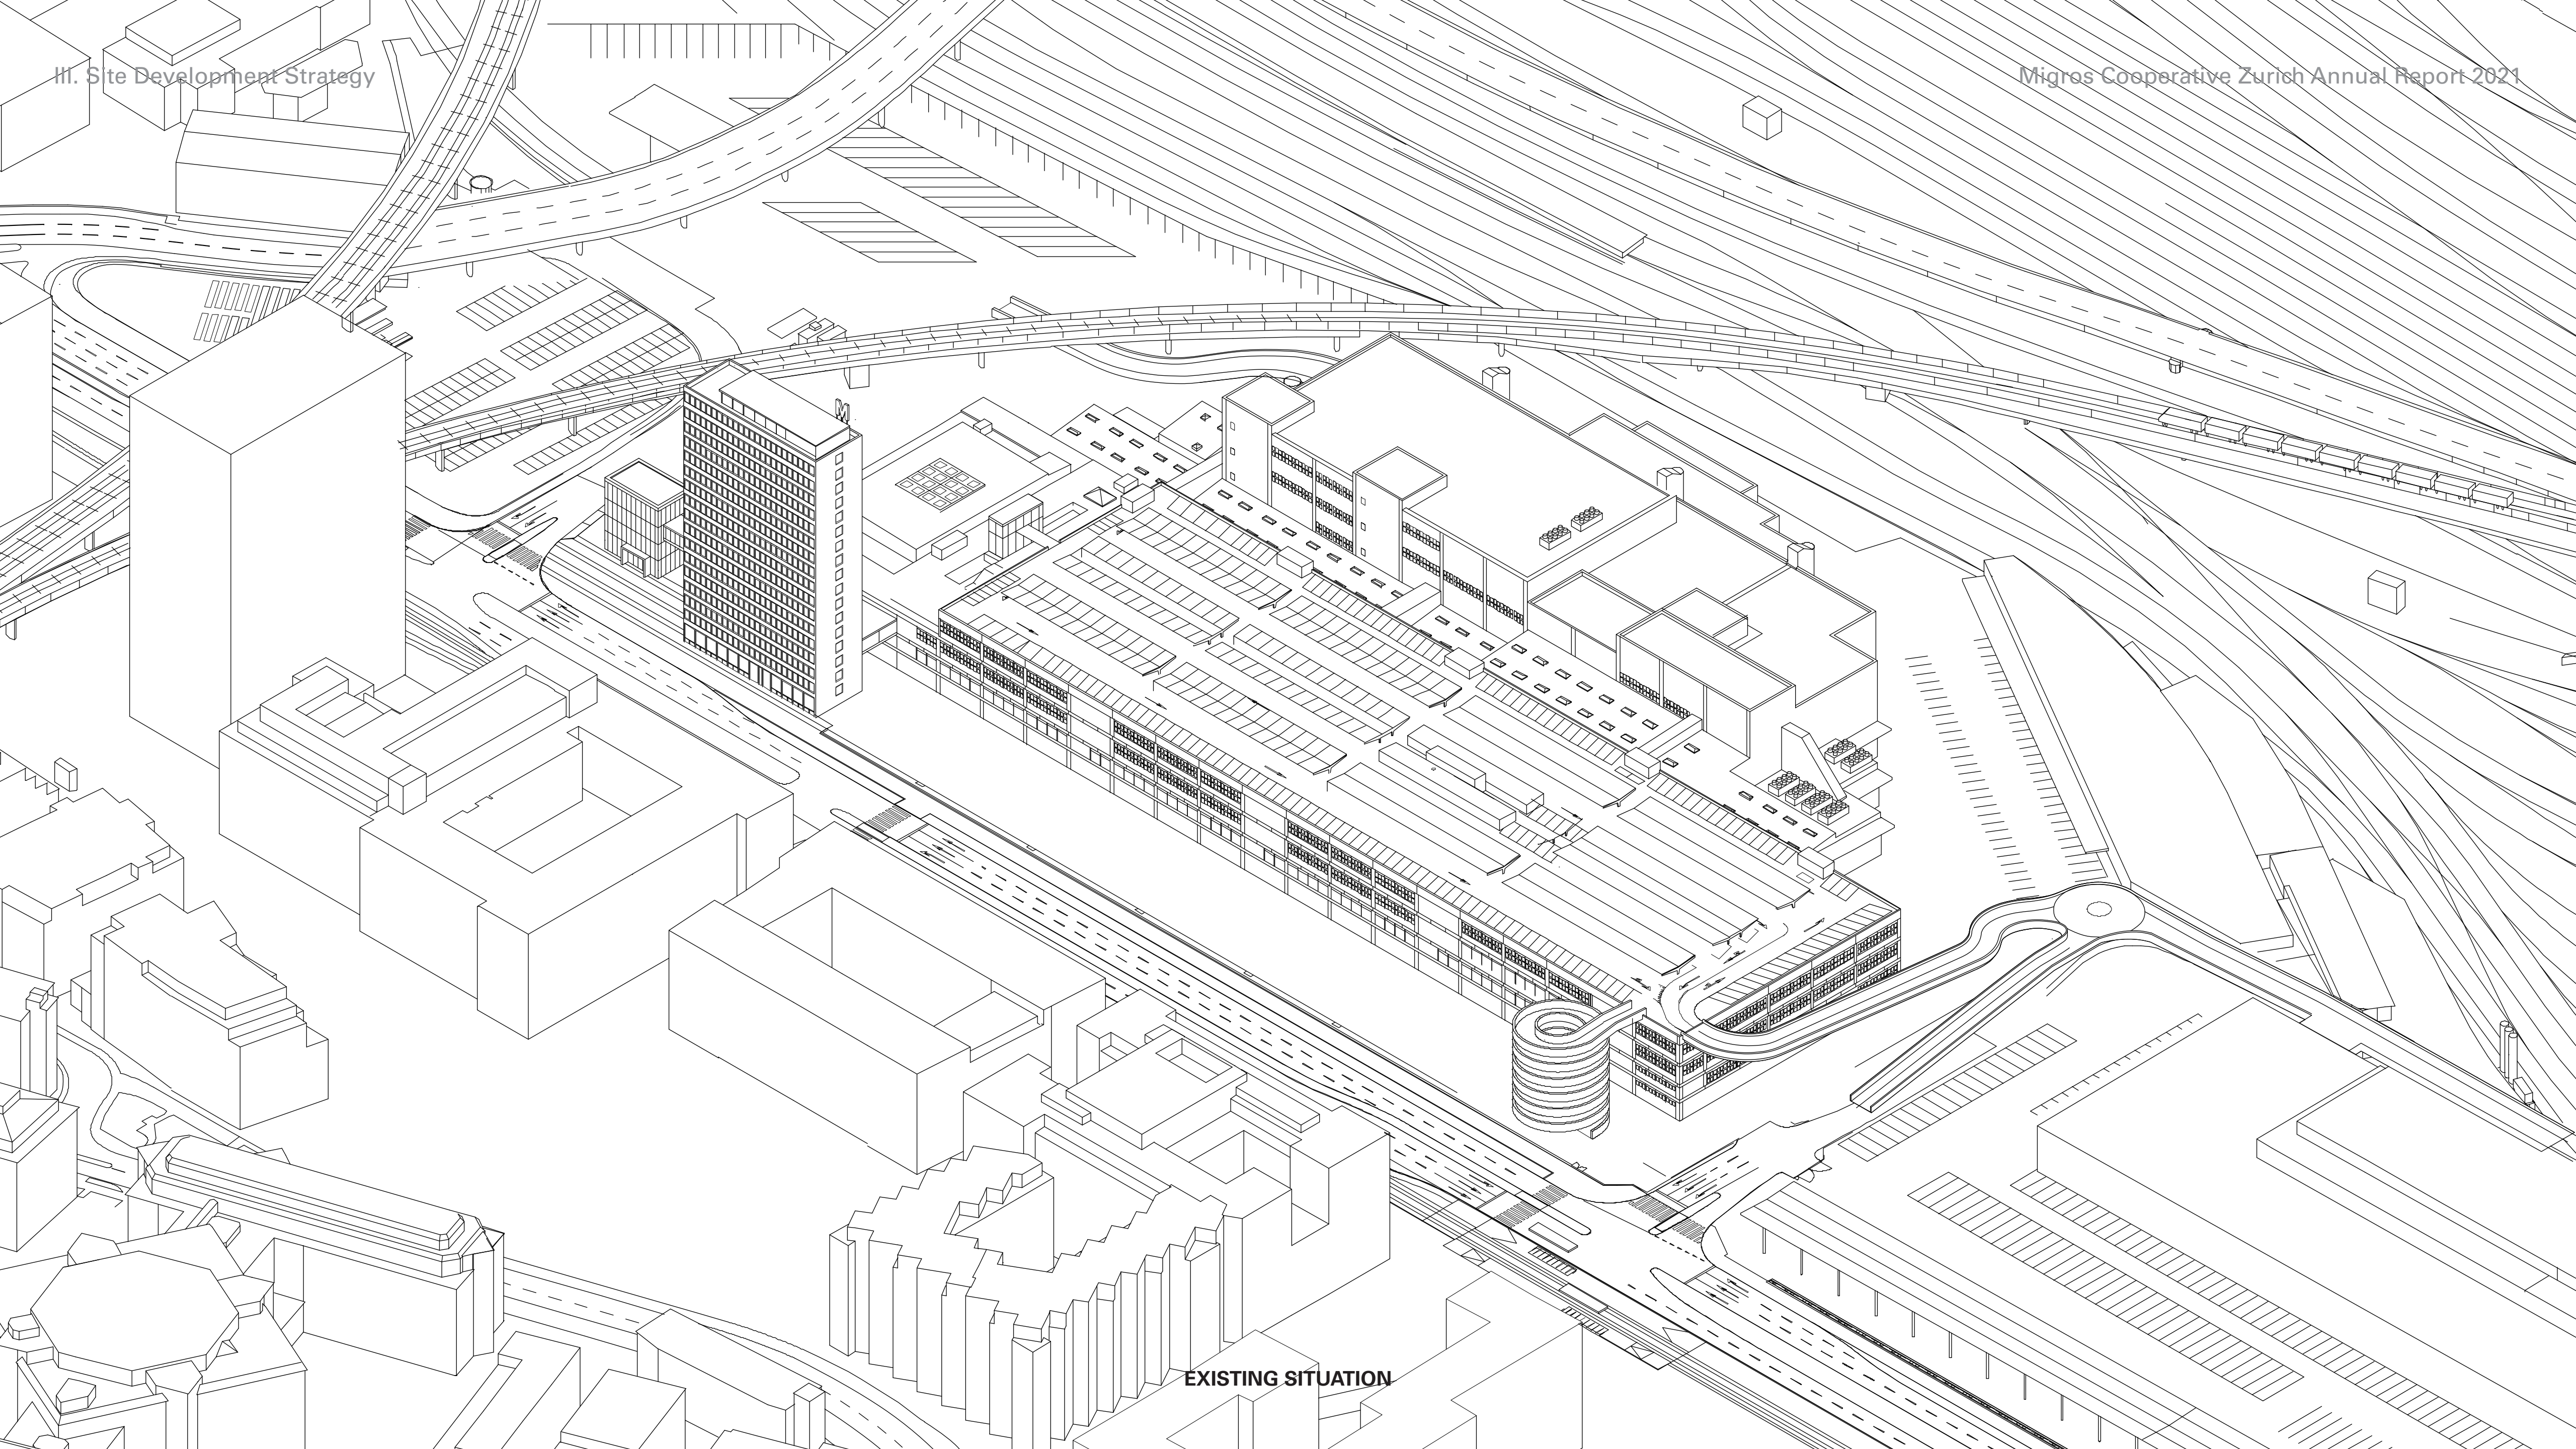 III. Site Development Strategy
Migros Cooperative Zurich Annual Report 2021
M
EXISTING SITUATION